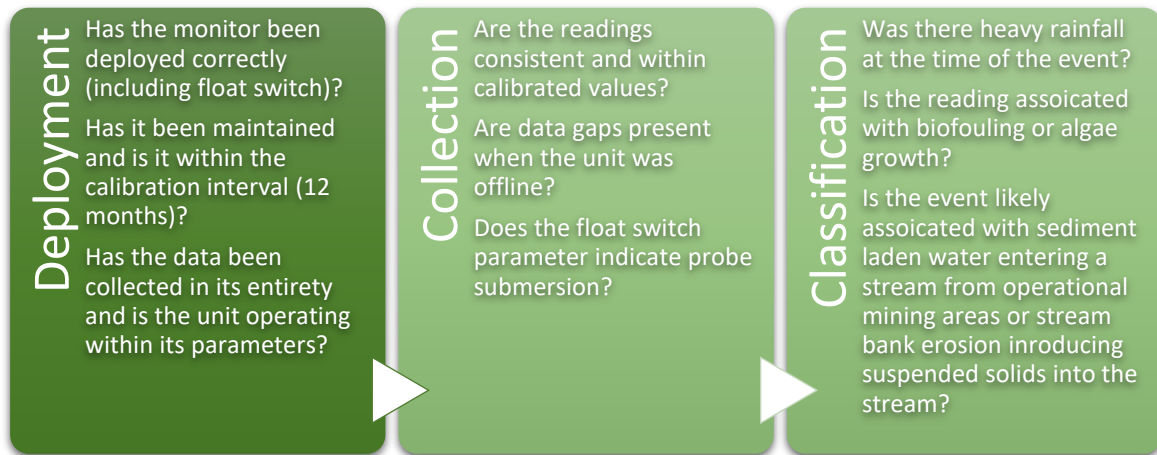 Deployment
Has the monitor been
deployed correctly
(including float switch)?
Has it been maintained
and is it within the
calibration interval (12
months)?
Has the data been
collected in its entirety
and is the unit operating
within its parameters?
Collection
Are the readings
consistent and within
calibrated values?
Are data gaps present
when the unit was
offline?
Does the float switch
parameter indicate probe
submersion?
Classification
Was there heavy rainfall
at the time of the event?
Is the reading assoicated
with biofouling or algae
growth?
Is the event likely
assoicated with sediment
laden water entering a
stream from operational
mining areas or stream
bank erosion inroducing
suspended solids into the
stream?